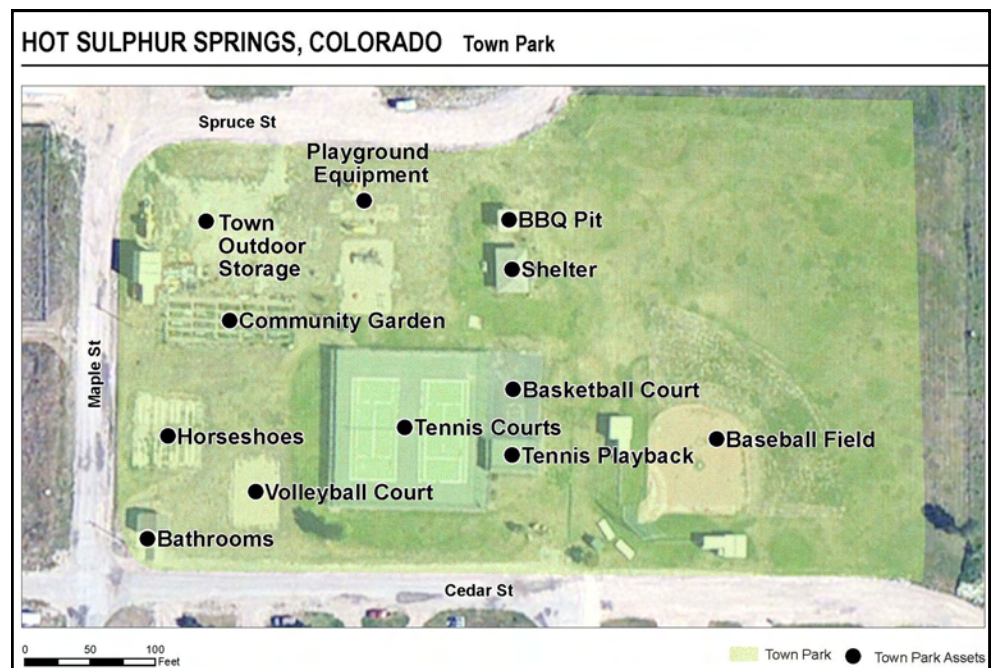 HOT SULPHUR SPRINGS, COLORADO Town Park
Spruce St
Playground
Equipment
Town
Outdoor
Storage
BBQ Pit
Shelter
Community Garden
Maple St
Basketball Court
Tennis Courts
Baseball Field
Horseshoes
Tennis Playback
Volleyball Court
Bathrooms
Cedar St
0 50 100
Feet
Town Park
Town Park Assets